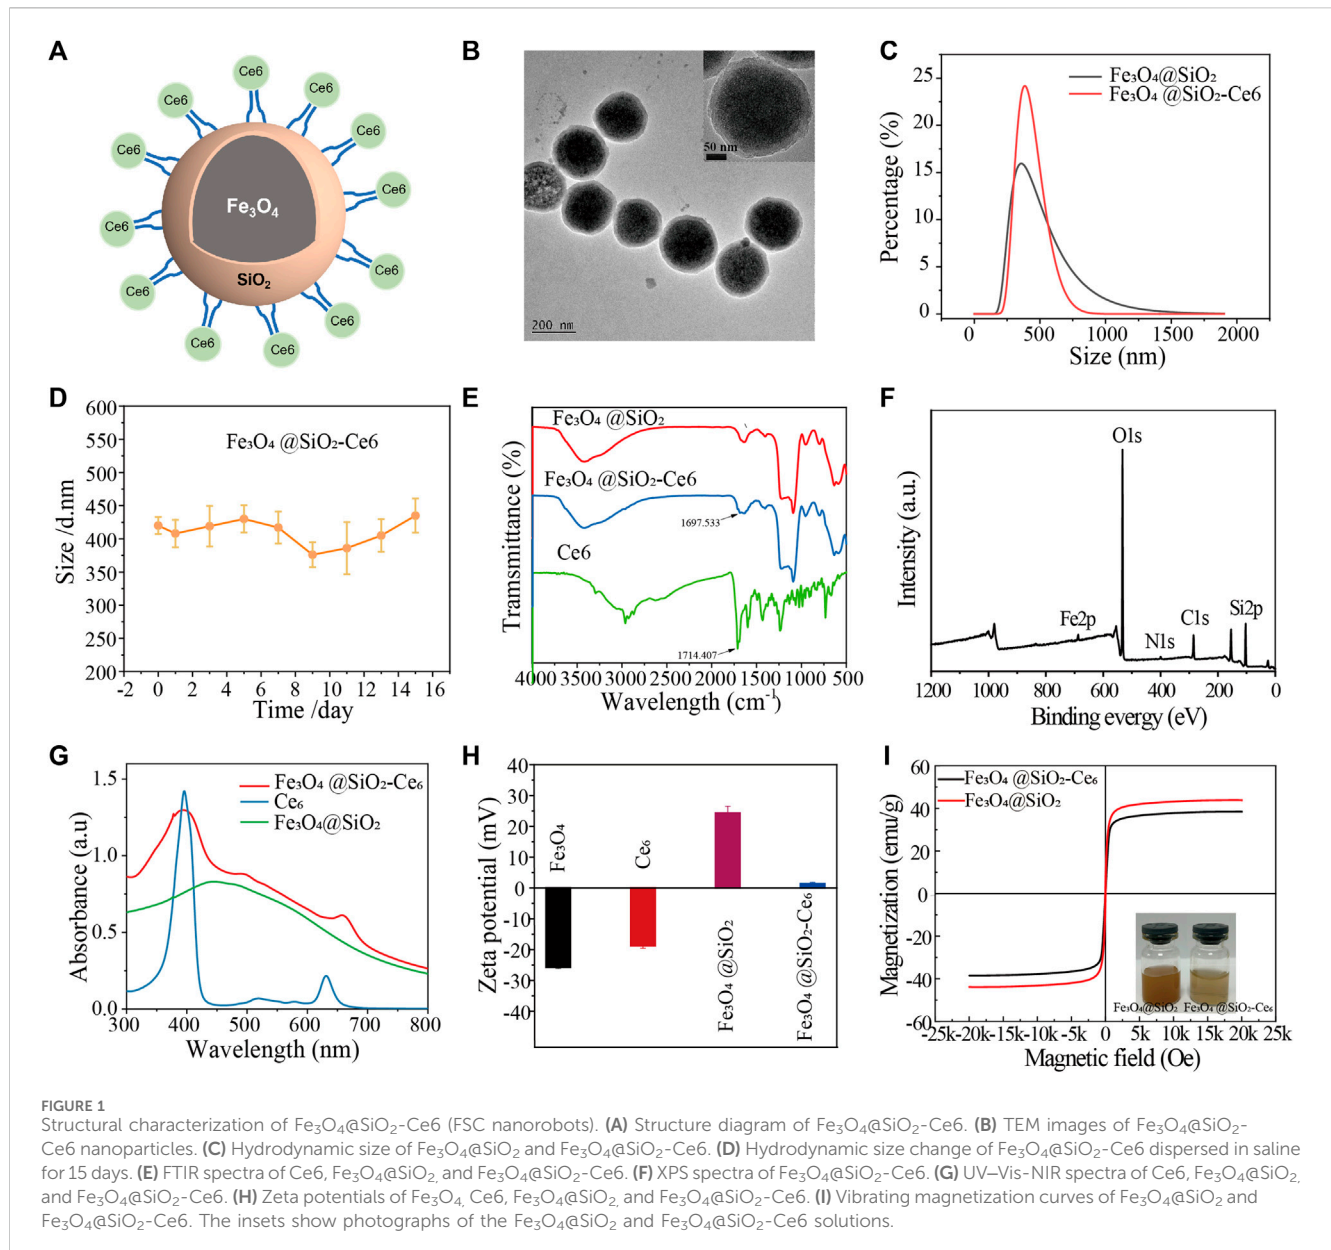 A
Ce6
Ce6
Ce6
Ce6
Ce6
Ce6
Ce6
Ce6
Ce6
Ce6
Ce6
Ce6
Ce6
Ce6
Fe₃O₄
SiO₂
B
50 nm
200 nm
C
Fe₃O₄@SiO₂
Fe₃O₄ @SiO₂-Ce6
Percentage (%)
25
20
15
10
5
0
0 500 1000 1500 2000
Size (nm)
D
Fe₃O₄ @SiO₂-Ce6
Size /d.nm
600
550
500
450
400
350
300
250
200
-2 0 2 4 6 8 10 12 14 16
Time /day
E
Fe₃O₄ @SiO₂
Fe₃O₄ @SiO₂-Ce6
1697.533
Ce6
1714.407
Tramsmittance (%)
4000 3500 3000 2500 2000 1500 1000 500
Wavelength (cm⁻¹)
F
O1s
Fe2p
N1s
C1s
Si2p
Intensity (a.u.)
1200 1000 800 600 400 200 0
Binding evergy (eV)
G
Fe₃O₄ @SiO₂-Ce₆
Ce₆
Fe₃O₄@SiO₂
Absorbance (a.u)
1.5
1.0
0.5
0.0
300 400 500 600 700 800
Wavelength (nm)
H
Zeta potential (mV)
40
30
20
10
0
-10
-20
-30
-40
Fe₃O₄
Ce₆
Fe₃O₄ @SiO₂
Fe₃O₄ @SiO₂-Ce₆
I
Fe₃O₄ @SiO₂-Ce₆
Fe₃O₄@SiO₂
Magnetization (emu/g)
60
40
20
0
-20
-40
-60
Fe₃O₄@SiO₂ Fe₃O₄ @SiO₂-Ce₆
-25k -20k -15k -10k -5k 0 5k 10k 15k 20k 25k
Magnetic field (Oe)
FIGURE 1
Structural characterization of Fe₃O₄@SiO₂-Ce6 (FSC nanorobots). (A) Structure diagram of Fe₃O₄@SiO₂-Ce6. (B) TEM images of Fe₃O₄@SiO₂-
Ce6 nanoparticles. (C) Hydrodynamic size of Fe₃O₄@SiO₂ and Fe₃O₄@SiO₂-Ce6. (D) Hydrodynamic size change of Fe₃O₄@SiO₂-Ce6 dispersed in saline
for 15 days. (E) FTIR spectra of Ce6, Fe₃O₄@SiO₂, and Fe₃O₄@SiO₂-Ce6. (F) XPS spectra of Fe₃O₄@SiO₂-Ce6. (G) UV–Vis-NIR spectra of Ce6, Fe₃O₄@SiO₂,
and Fe₃O₄@SiO₂-Ce6. (H) Zeta potentials of Fe₃O₄, Ce6, Fe₃O₄@SiO₂, and Fe₃O₄@SiO₂-Ce6. (I) Vibrating magnetization curves of Fe₃O₄@SiO₂ and
Fe₃O₄@SiO₂-Ce6. The insets show photographs of the Fe₃O₄@SiO₂ and Fe₃O₄@SiO₂-Ce6 solutions.